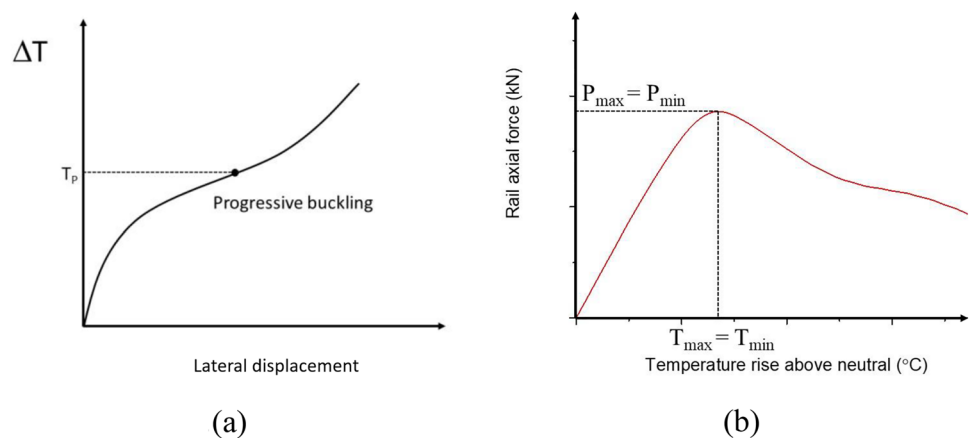 ΔT
T_P
Progressive buckling
Lateral displacement
(a)
Rail axial force (kN)
P_max = P_min
T_max = T_min
Temperature rise above neutral (°C)
(b)